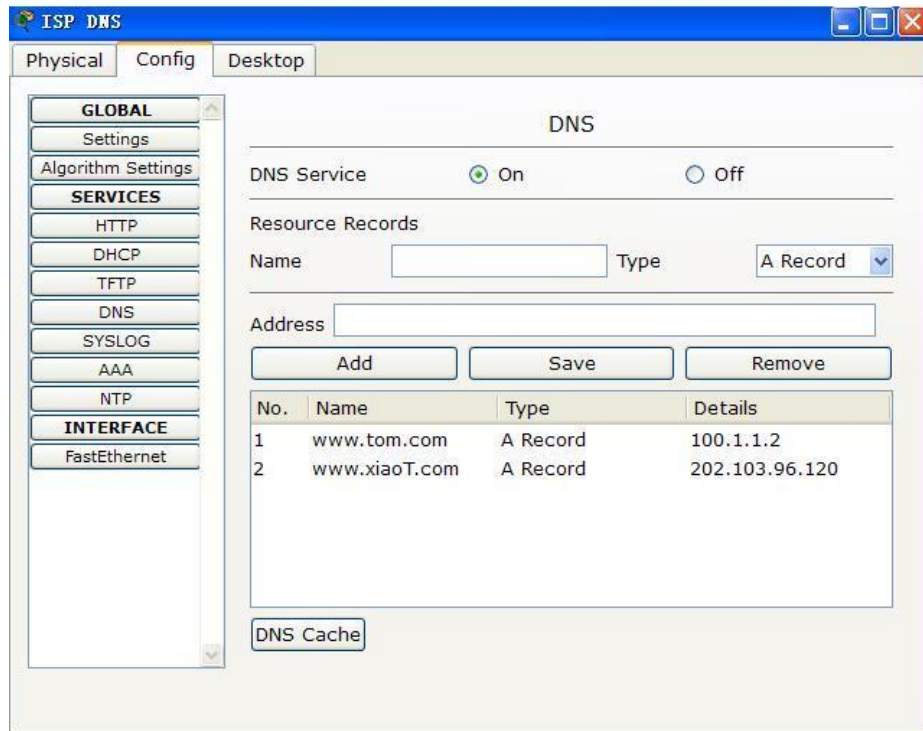 ISP DNS
Physical Config Desktop
GLOBAL
Settings
Algorithm Settings
SERVICES
HTTP
DHCP
TFTP
DNS
SYSLOG
AAA
NTP
INTERFACE
FastEthernet
DNS
DNS Service On Off
Resource Records
Name Type A Record
Address
Add Save Remove
No. Name Type Details
1 www.tom.com A Record 100.1.1.2
2 www.xiaoT.com A Record 202.103.96.120
DNS Cache